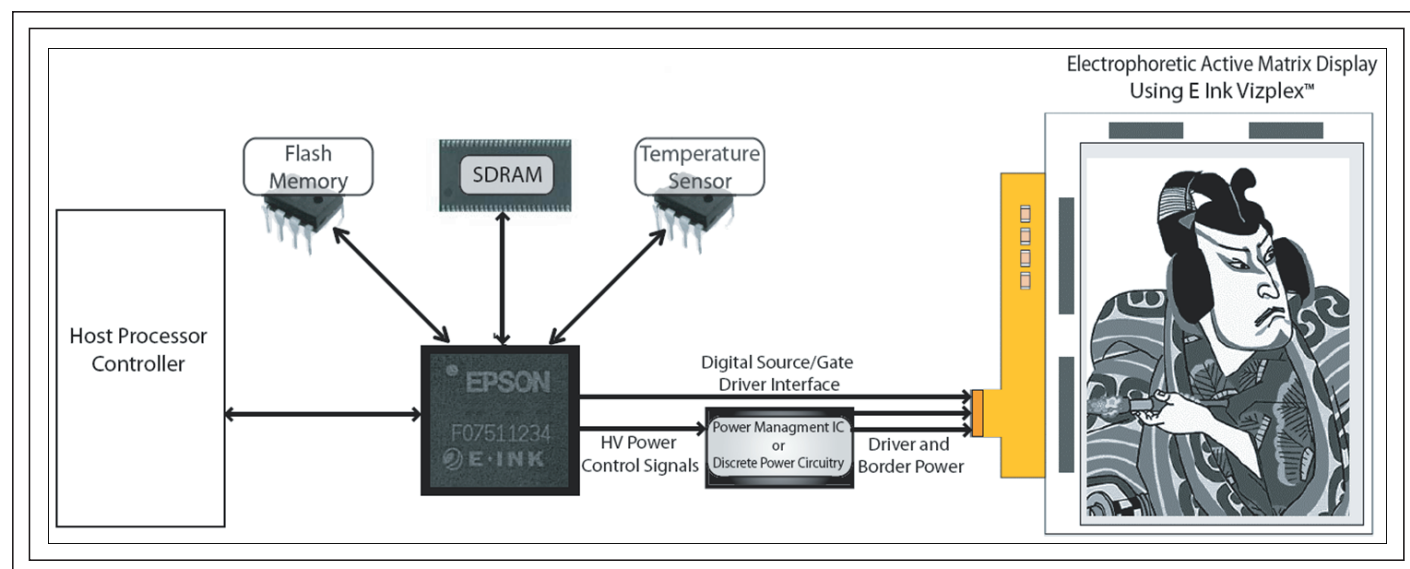 Electrophoretic Active Matrix Display
Using E Ink Vizplex™
Flash
Memory
SDRAM
Temperature
Sensor
Host Processor
Controller
EPSON
F07511234
E·INK
Digital Source/Gate
Driver Interface
HV Power
Control Signals
Power Managment IC
or
Discrete Power Circuitry
Driver and
Border Power